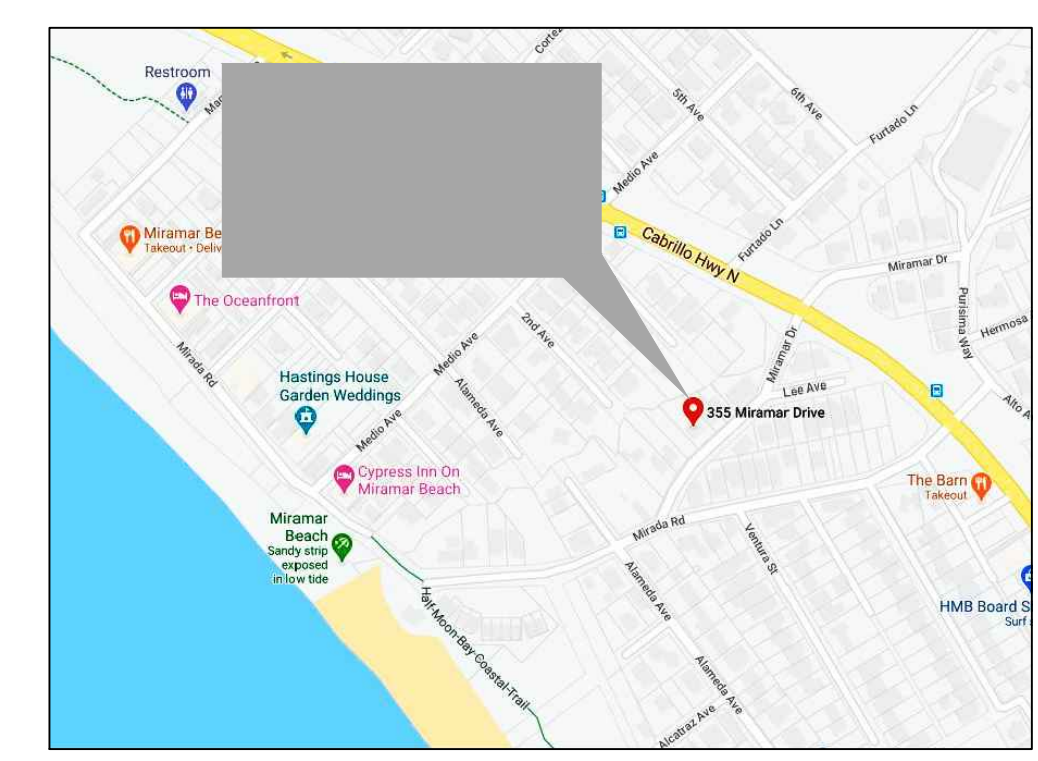 Cortez
Restroom
5th Ave
6th Ave
Furtado Ln
Medio Ave
Miramar Be
Takeout • Deliv
Cabrillo Hwy N
Furtado Ln
Miramar Dr
The Oceanfront
Purisima Way
Hermosa
2nd Ave
Mirada Rd
Medio Ave
Miramar Dr
Hastings House
Garden Weddings
Alameda Ave
Lee Ave
Alto A
355 Miramar Drive
Medio Ave
Cypress Inn On
Miramar Beach
The Barn
Takeout
Miramar
Beach
Sandy strip
exposed
in low tide
Mirada Rd
Ventura St
Alameda Ave
Half-Moon-Bay-Coastal-Trail
HMB Board S
Surf
Alameda Ave
Alcatraz Ave